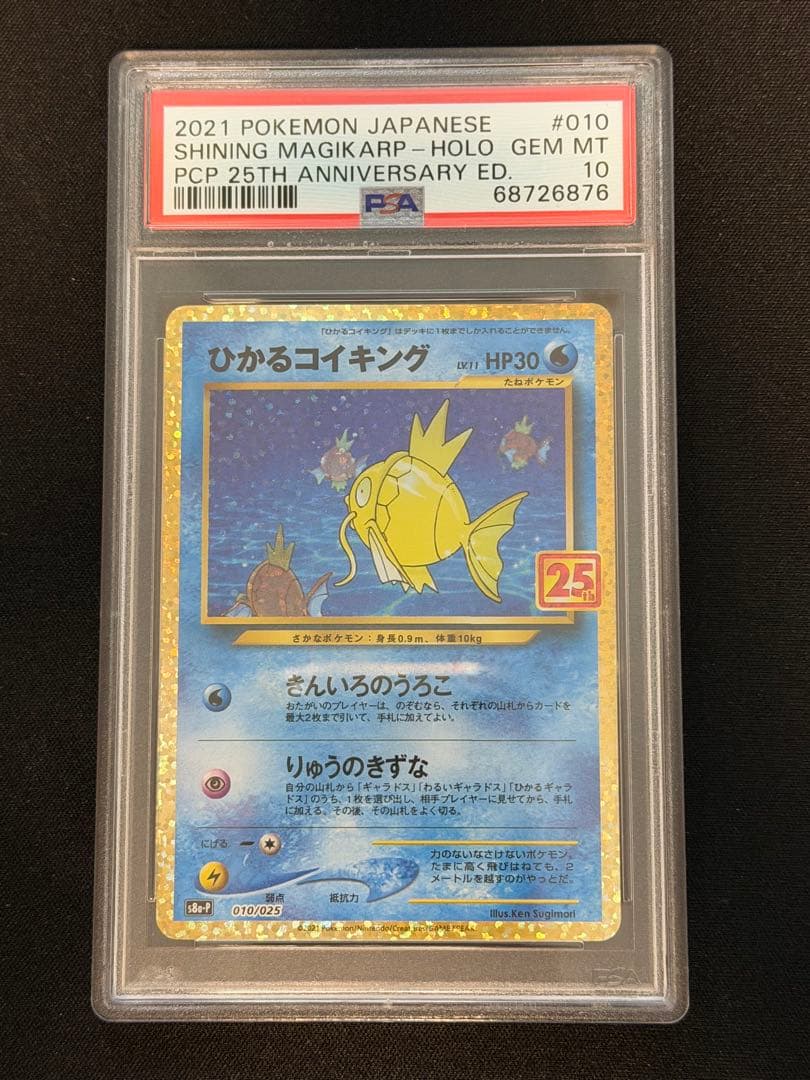 2021 POKEMON JAPANESE #010
SHINING MAGIKARP-HOLO GEM MT
PCP 25TH ANNIVERSARY ED. 10
PSA 68726876
「ひかるコイキング」はデッキに1枚までしか入れることができません。
ひかるコイキング LV.11 HP30
たねポケモン
25th
さかなポケモン:身長0.9m、体重10kg
きんいろのうろこ
おたがいのプレイヤーは、のぞむなら、それぞれの山札からカードを
最大2枚まで引いて、手札に加えてよい。
りゅうのきずな
自分の山札から「ギャラドス」「わるいギャラドス」「ひかるギャラ
ドス」のうち、1枚を選び出し、相手プレイヤーに見せてから、手札
に加える。その後、その山札をよく切る。
にげる
力のないなさけないポケモン。
たまに高く飛びはねても、2
メートルを越すのがやっとだ。
弱点 抵抗力
s8a-P 010/025
Illus.Ken Sugimori
©2021 Pokémon/Nintendo/Creatures/GAME FREAK
PSA